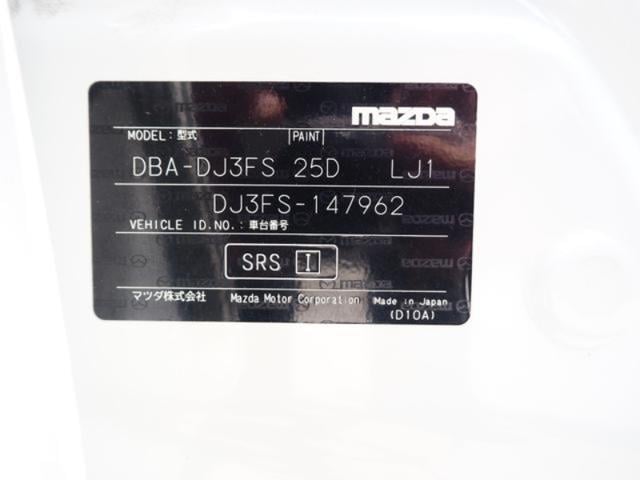 mazda
MODEL: 型式 PAINT
DBA-DJ3FS 25D LJ1
DJ3FS-147962
VEHICLE ID.NO.: 車台番号
SRS I
マツダ株式会社 Mazda Motor Corporation Made in Japan
(D10A)